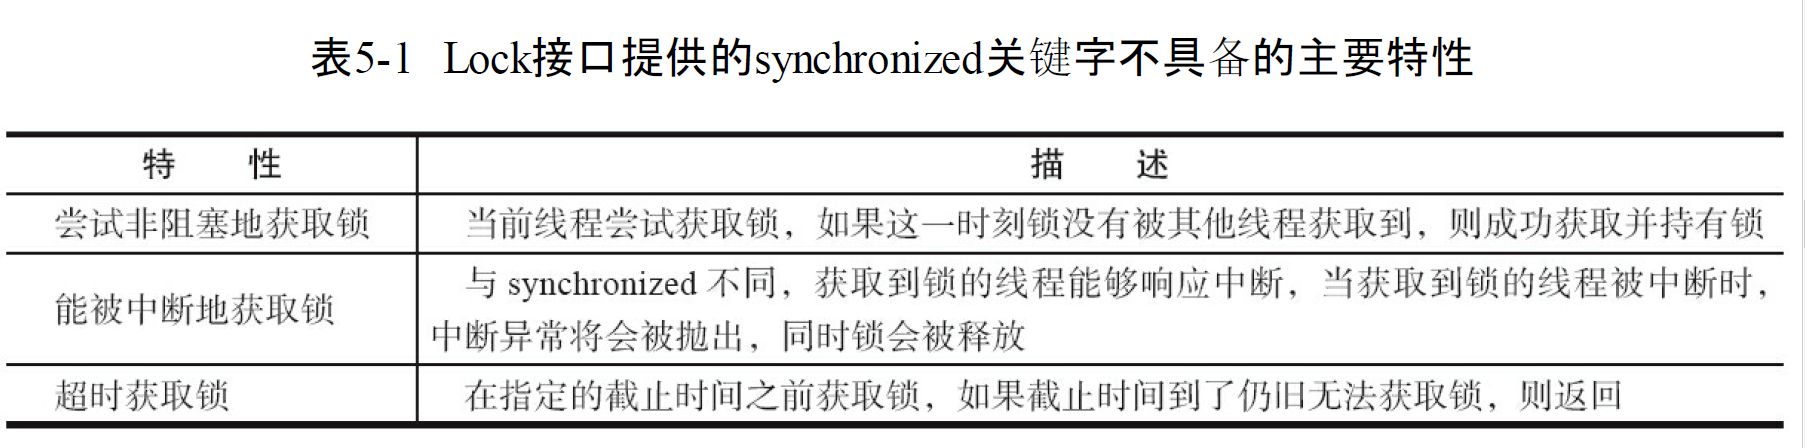 表5-1 Lock接口提供的synchronized关键字不具备的主要特性
特 性
描 述
尝试非阻塞地获取锁
当前线程尝试获取锁，如果这一时刻锁没有被其他线程获取到，则成功获取并持有锁
能被中断地获取锁
与 synchronized 不同，获取到锁的线程能够响应中断，当获取到锁的线程被中断时，
中断异常将会被抛出，同时锁会被释放
超时获取锁
在指定的截止时间之前获取锁，如果截止时间到了仍旧无法获取锁，则返回